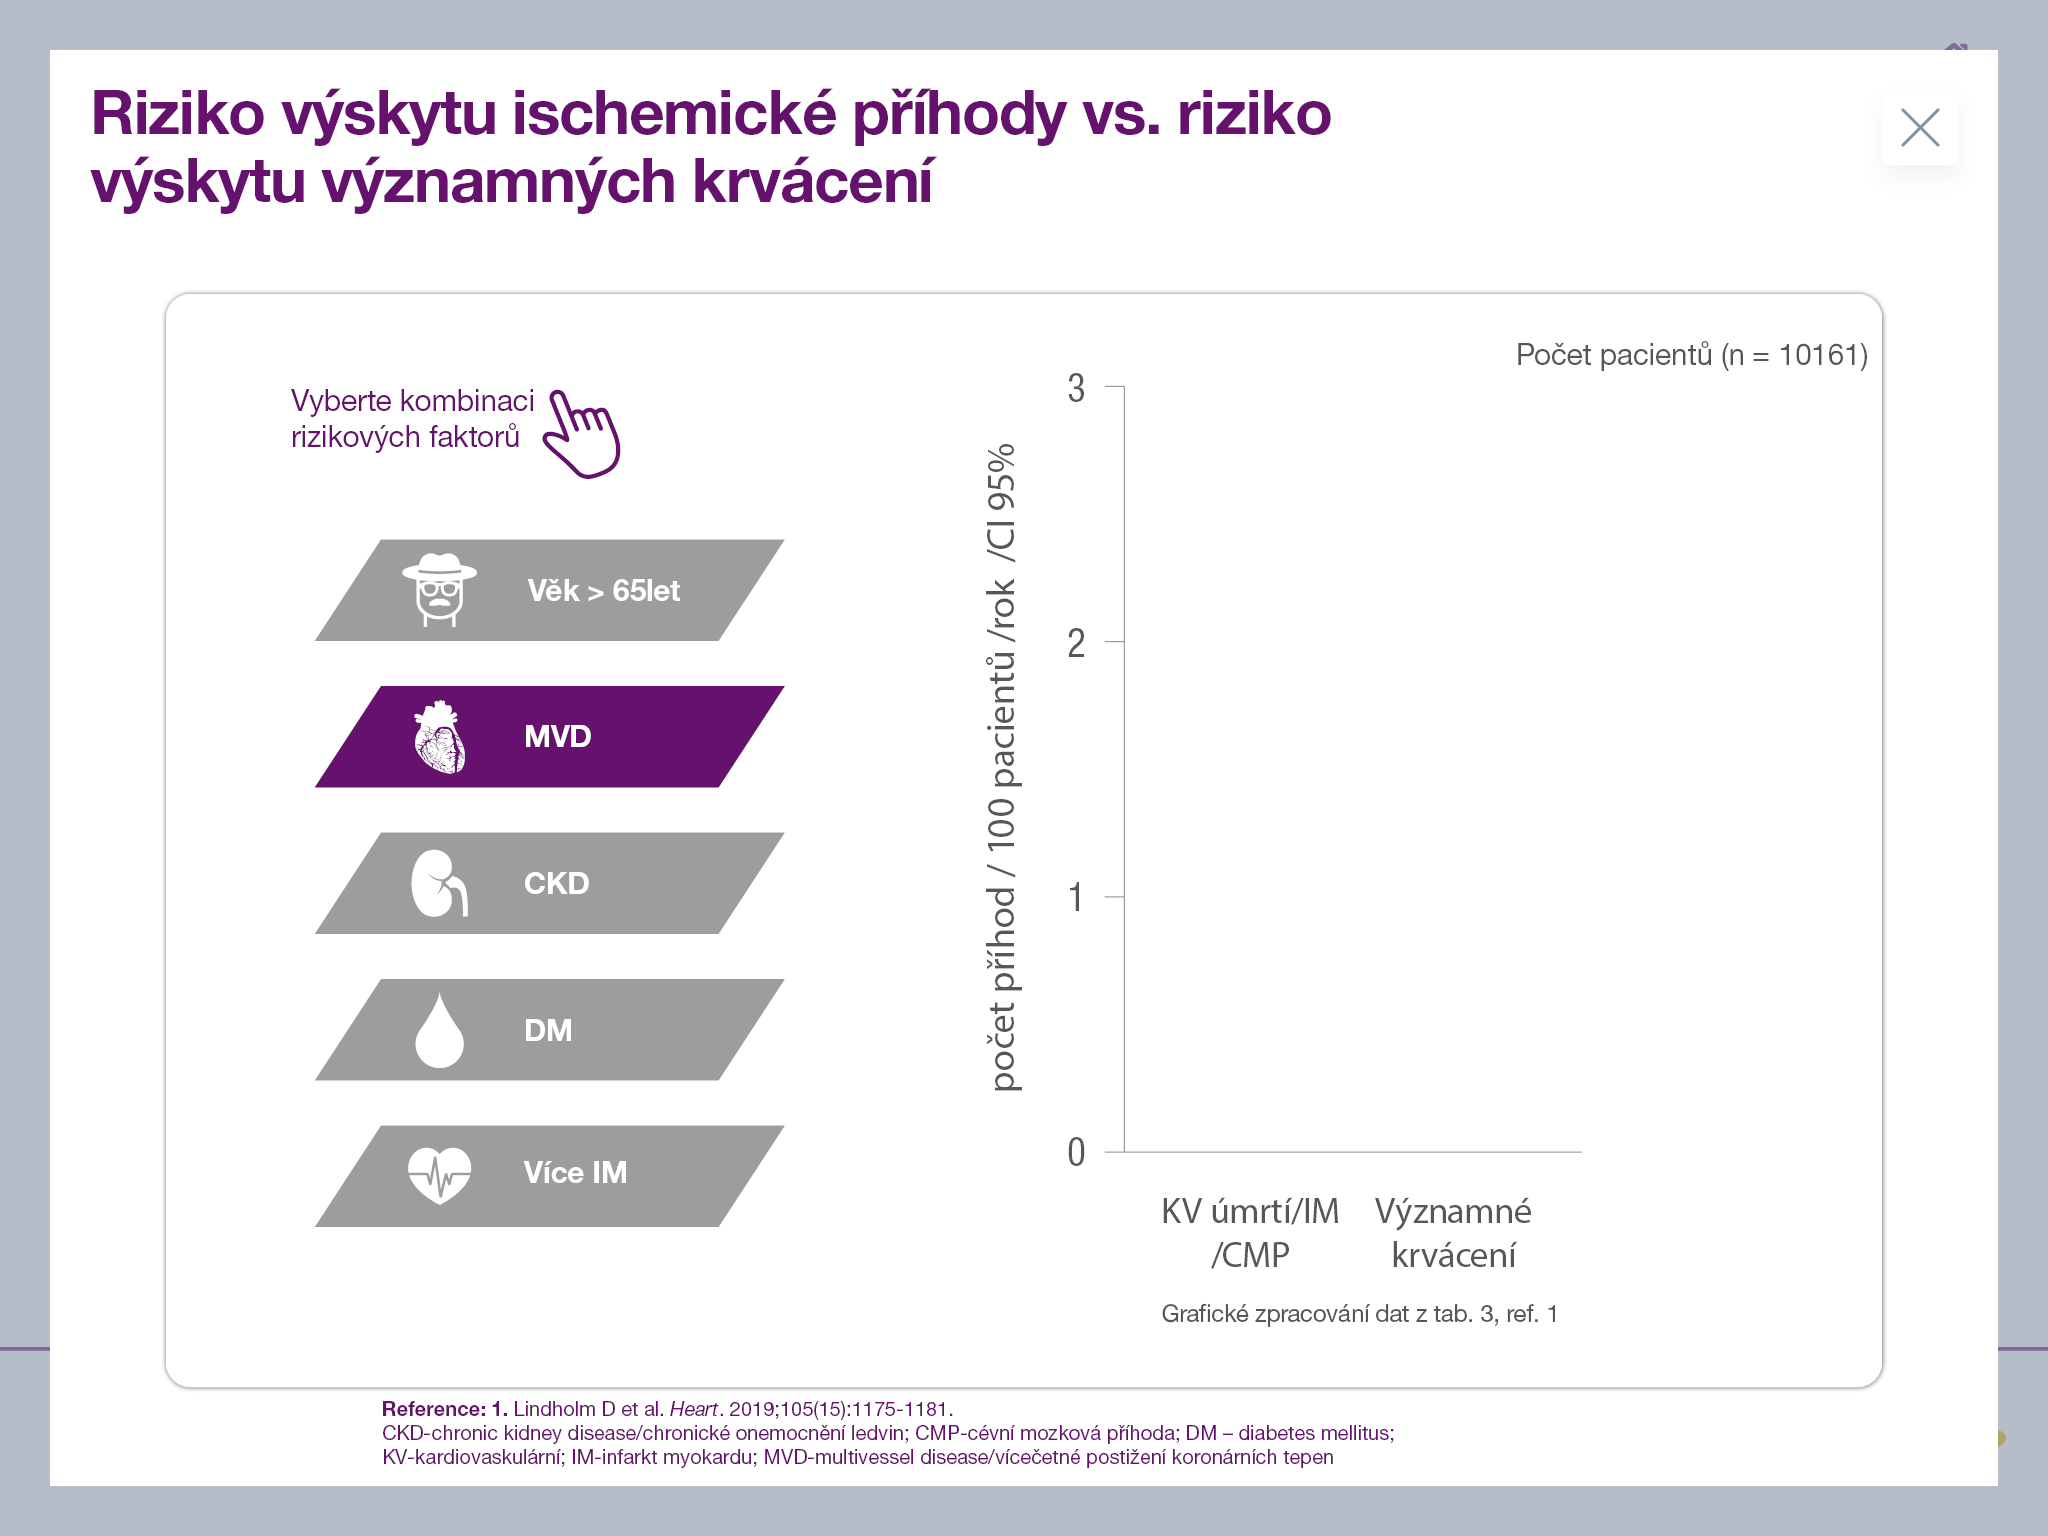 Riziko výskytu ischemické příhody vs. riziko
výskytu významných krvácení
Počet pacientů (n = 10161)
Vyberte kombinaci
rizikových faktorů
Věk > 65let
MVD
CKD
DM
Více IM
počet příhod / 100 pacientů /rok /CI 95%
3
2
1
0
KV úmrtí/IM
/CMP
Významné
krvácení
Grafické zpracování dat z tab. 3, ref. 1
Reference: 1. Lindholm D et al. Heart. 2019;105(15):1175-1181.
CKD-chronic kidney disease/chronické onemocnění ledvin; CMP-cévní mozková příhoda; DM – diabetes mellitus;
KV-kardiovaskulární; IM-infarkt myokardu; MVD-multivessel disease/vícečetné postižení koronárních tepen